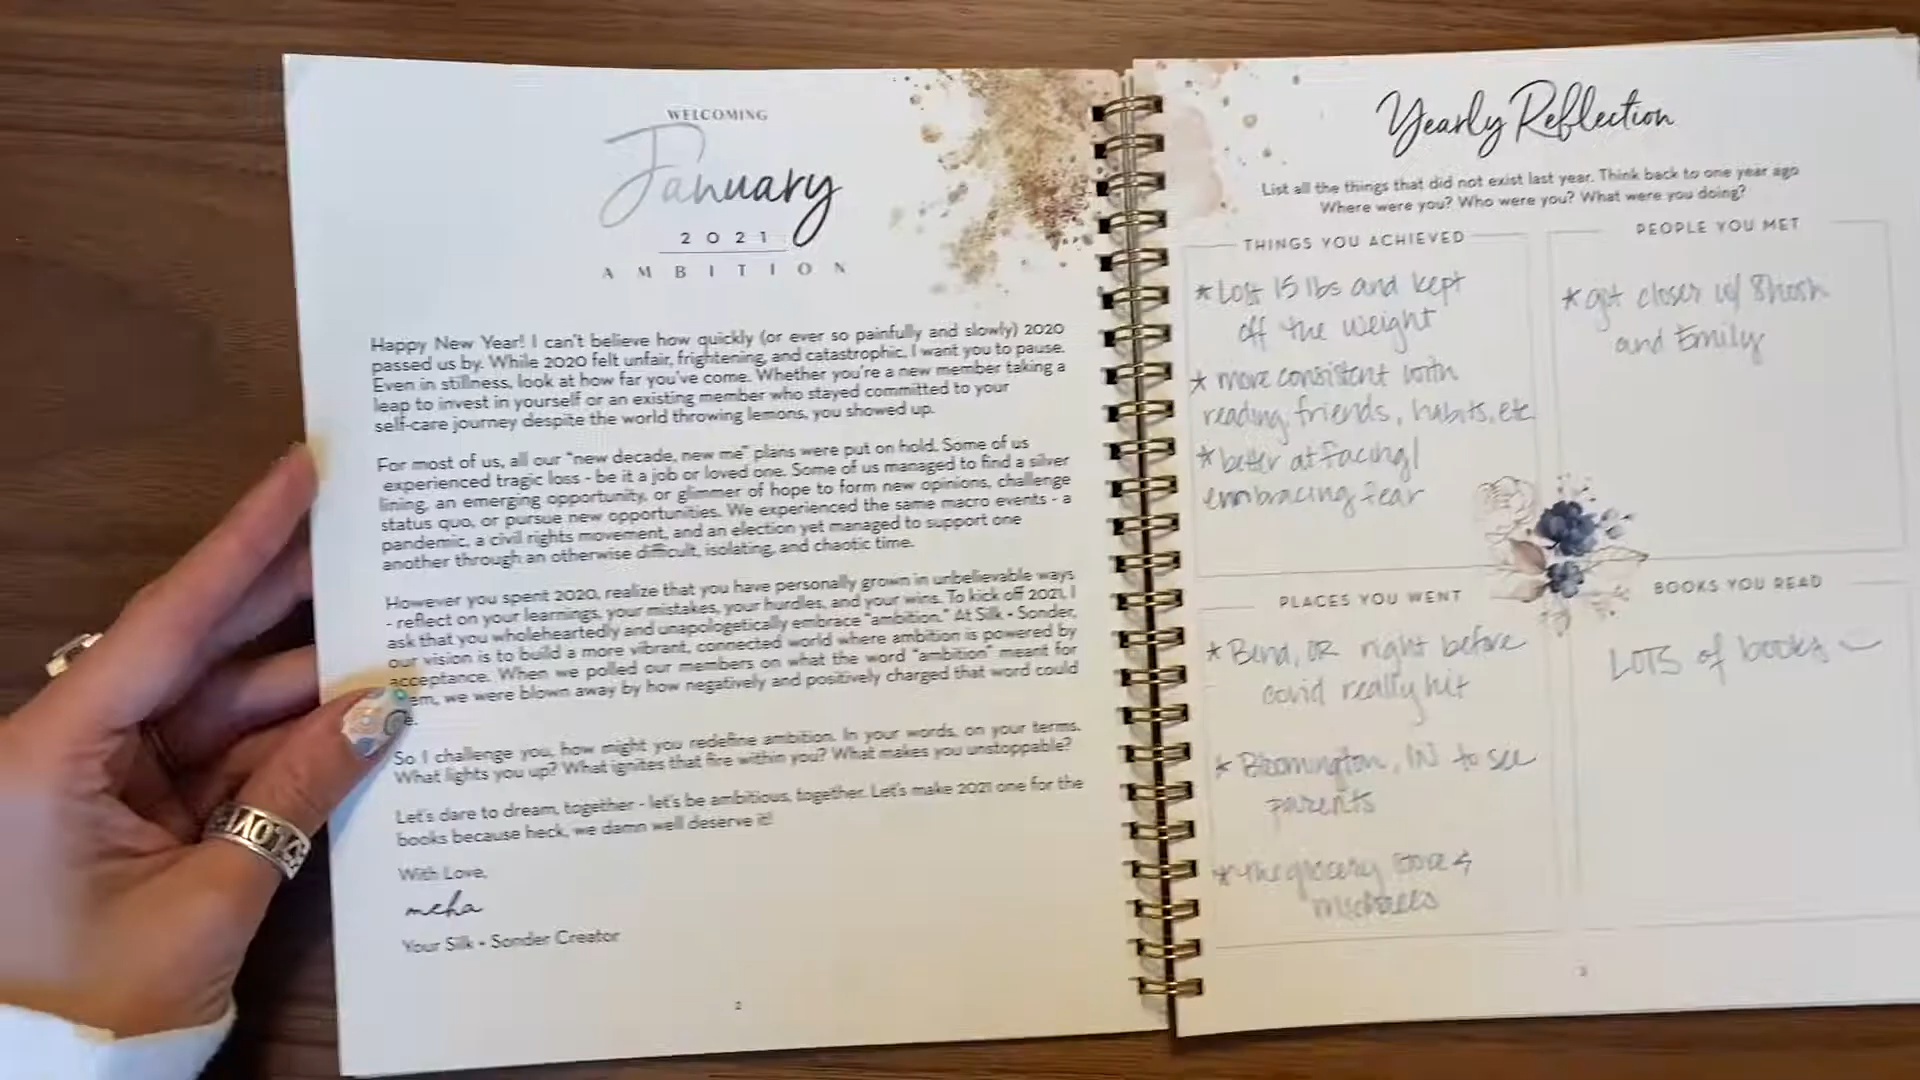 WELCOMING
January
2021
AMBITION
Happy New Year! I can't believe how quickly (or ever so painfully and slowly) 2020
passed us by. While 2020 felt unfair, frightening, and catastrophic, I want you to pause.
Even in stillness, look at how far you've come. Whether you're a new member taking a
leap to invest in yourself or an existing member who stayed committed to your
self-care journey despite the world throwing lemons, you showed up.
For most of us, all our "new decade, new me" plans were put on hold. Some of us
experienced tragic loss - be it a job or loved one. Some of us managed to find a silver
lining, an emerging opportunity, or glimmer of hope to form new opinions, challenge
status quo, or pursue new opportunities. We experienced the same macro events - a
pandemic, a civil rights movement, and an election yet managed to support one
another through an otherwise difficult, isolating, and chaotic time.
However you spent 2020, realize that you have personally grown in unbelievable ways
- reflect on your learnings, your mistakes, your hurdles, and your wins. To kick off 2021, I
ask that you wholeheartedly and unapologetically embrace "ambition." At Silk + Sonder,
our vision is to build a more vibrant, connected world where ambition is powered by
acceptance. When we polled our members on what the word "ambition" meant for
em, we were blown away by how negatively and positively charged that word could
e.
So I challenge you, how might you redefine ambition. In your words, on your terms.
What lights you up? What ignites that fire within you? What makes you unstoppable?
Let's dare to dream, together - let's be ambitious, together. Let's make 2021 one for the
books because heck, we damn well deserve it!
With Love,
meha
Your Silk + Sonder Creator
2
Yearly Reflection
List all the things that did not exist last year. Think back to one year ago
Where were you? Who were you? What were you doing?
THINGS YOU ACHIEVED
* Lost 15 lbs and kept
off the weight
* more consistent with
reading, friends, habits, etc
* better at facing/
embracing fear
PEOPLE YOU MET
* got closer w/
and Emily
PLACES YOU WENT
* Bend, OR right before
covid really hit
* Bloomington, IN to see
parents
* the grocery store &
BOOKS YOU READ
LOTS of books
3